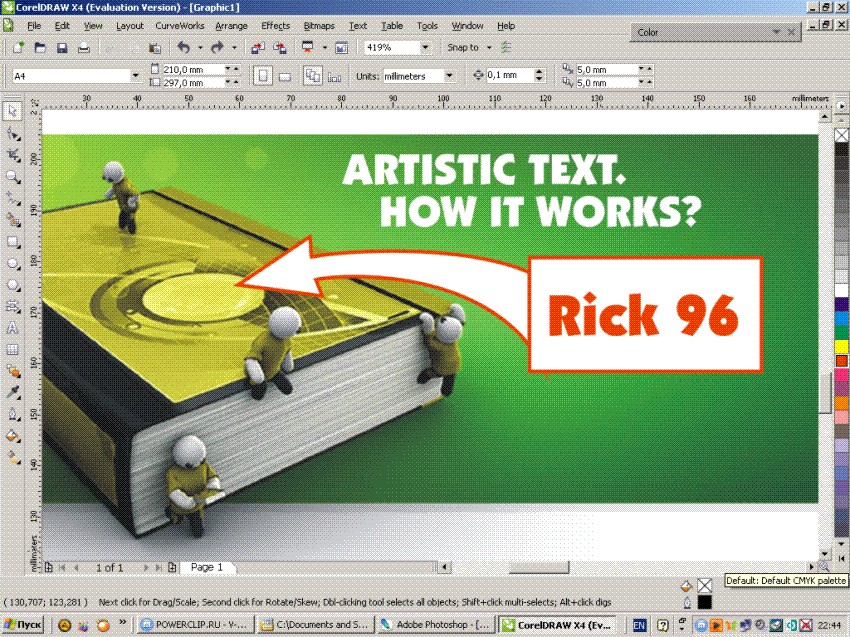 CorelDRAW X4 (Evaluation Version) - [Graphic1]
File Edit View Layout CurveWorks Arrange Effects Bitmaps Text Table Tools Window Help
Color
419% Snap to
A4 210,0 mm 297,0 mm Units: millimeters 0,1 mm 5,0 mm 5,0 mm
30 40 50 60 70 80 90 100 110 120 130 140 150 160 millimeters
200
190
180
170
160
150
140
130
millimeters
ARTISTIC TEXT.
HOW IT WORKS?
Rick 96
1 of 1 Page 1
Default: Default CMYK palette
( 130,707; 123,281 ) Next click for Drag/Scale; Second click for Rotate/Skew; Dbl-clicking tool selects all objects; Shift+click multi-selects; Alt+click digs
Пуск POWERCLIP.RU - V-... C:\Documents and S... Adobe Photoshop - [... CorelDRAW X4 (Ev... EN 22:44